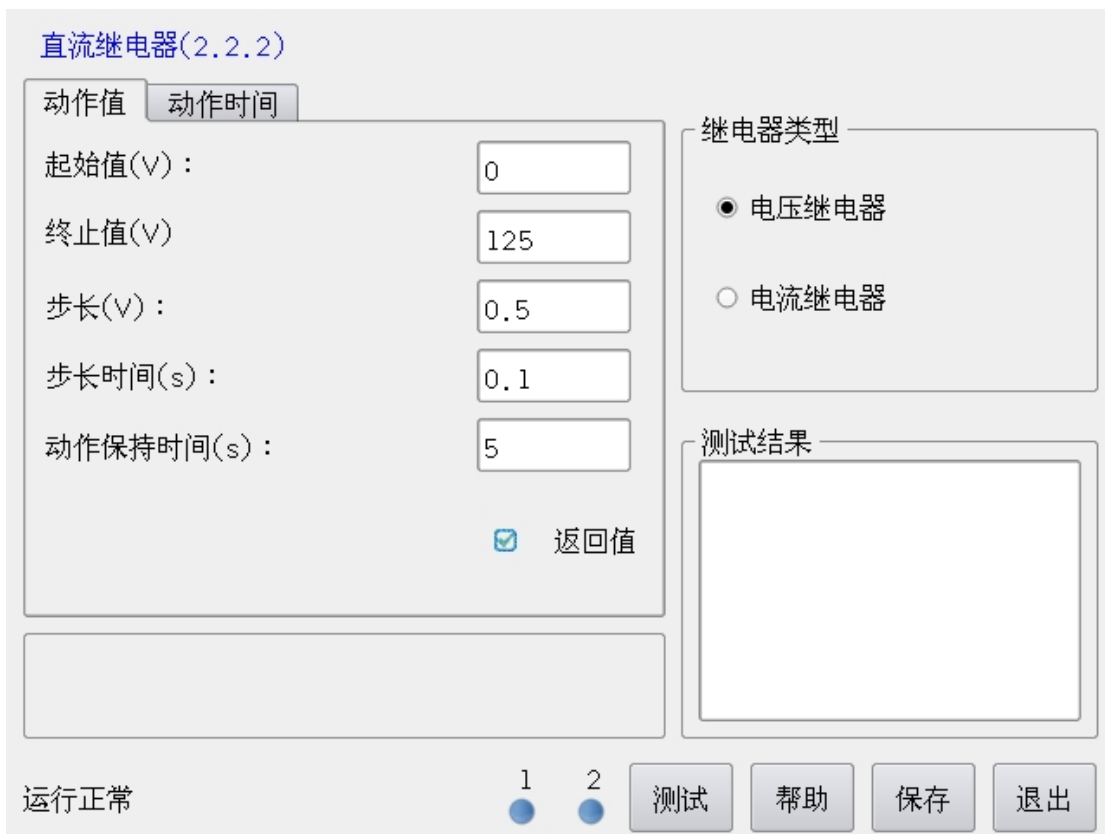 直流继电器(2.2.2)
动作值 动作时间
起始值(V): 0
终止值(V) 125
步长(V): 0.5
步长时间(s): 0.1
动作保持时间(s): 5
返回值
继电器类型
电压继电器
电流继电器
测试结果
运行正常 1 2 测试 帮助 保存 退出